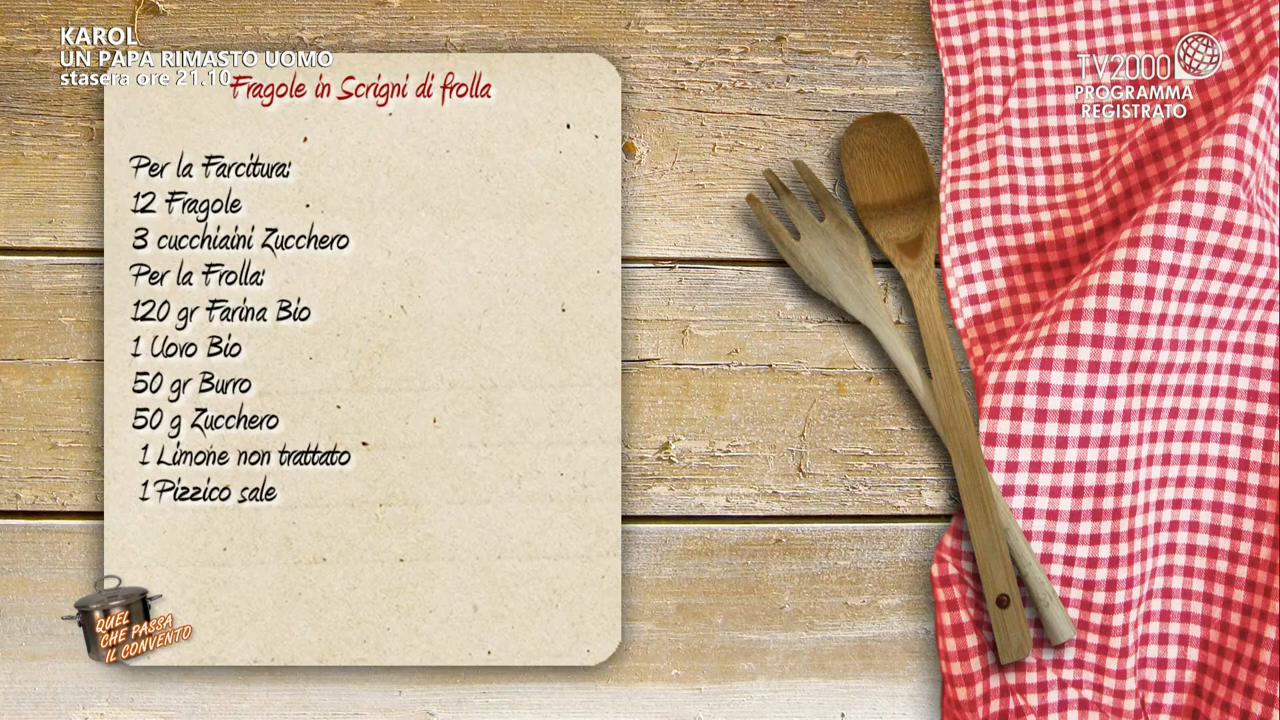 KAROL
UN PAPA RIMASTO UOMO
stasera ore 21.10
TV2000
PROGRAMMA
REGISTRATO
Fragole in Scrigni di frolla
Per la Farcitura:
12 Fragole
3 cucchiaini Zucchero
Per la Frolla:
120 gr Farina Bio
1 Uovo Bio
50 gr Burro
50 g Zucchero
1 Limone non trattato
1 Pizzico sale
QUEL
CHE PASSA
IL CONVENTO